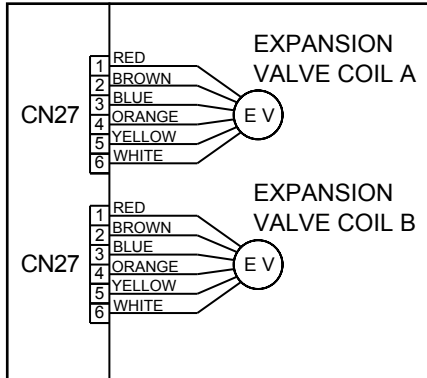 EXPANSION
VALVE COIL A
CN27
1 RED
2 BROWN
3 BLUE
4 ORANGE
5 YELLOW
6 WHITE
E V
EXPANSION
VALVE COIL B
CN27
1 RED
2 BROWN
3 BLUE
4 ORANGE
5 YELLOW
6 WHITE
E V